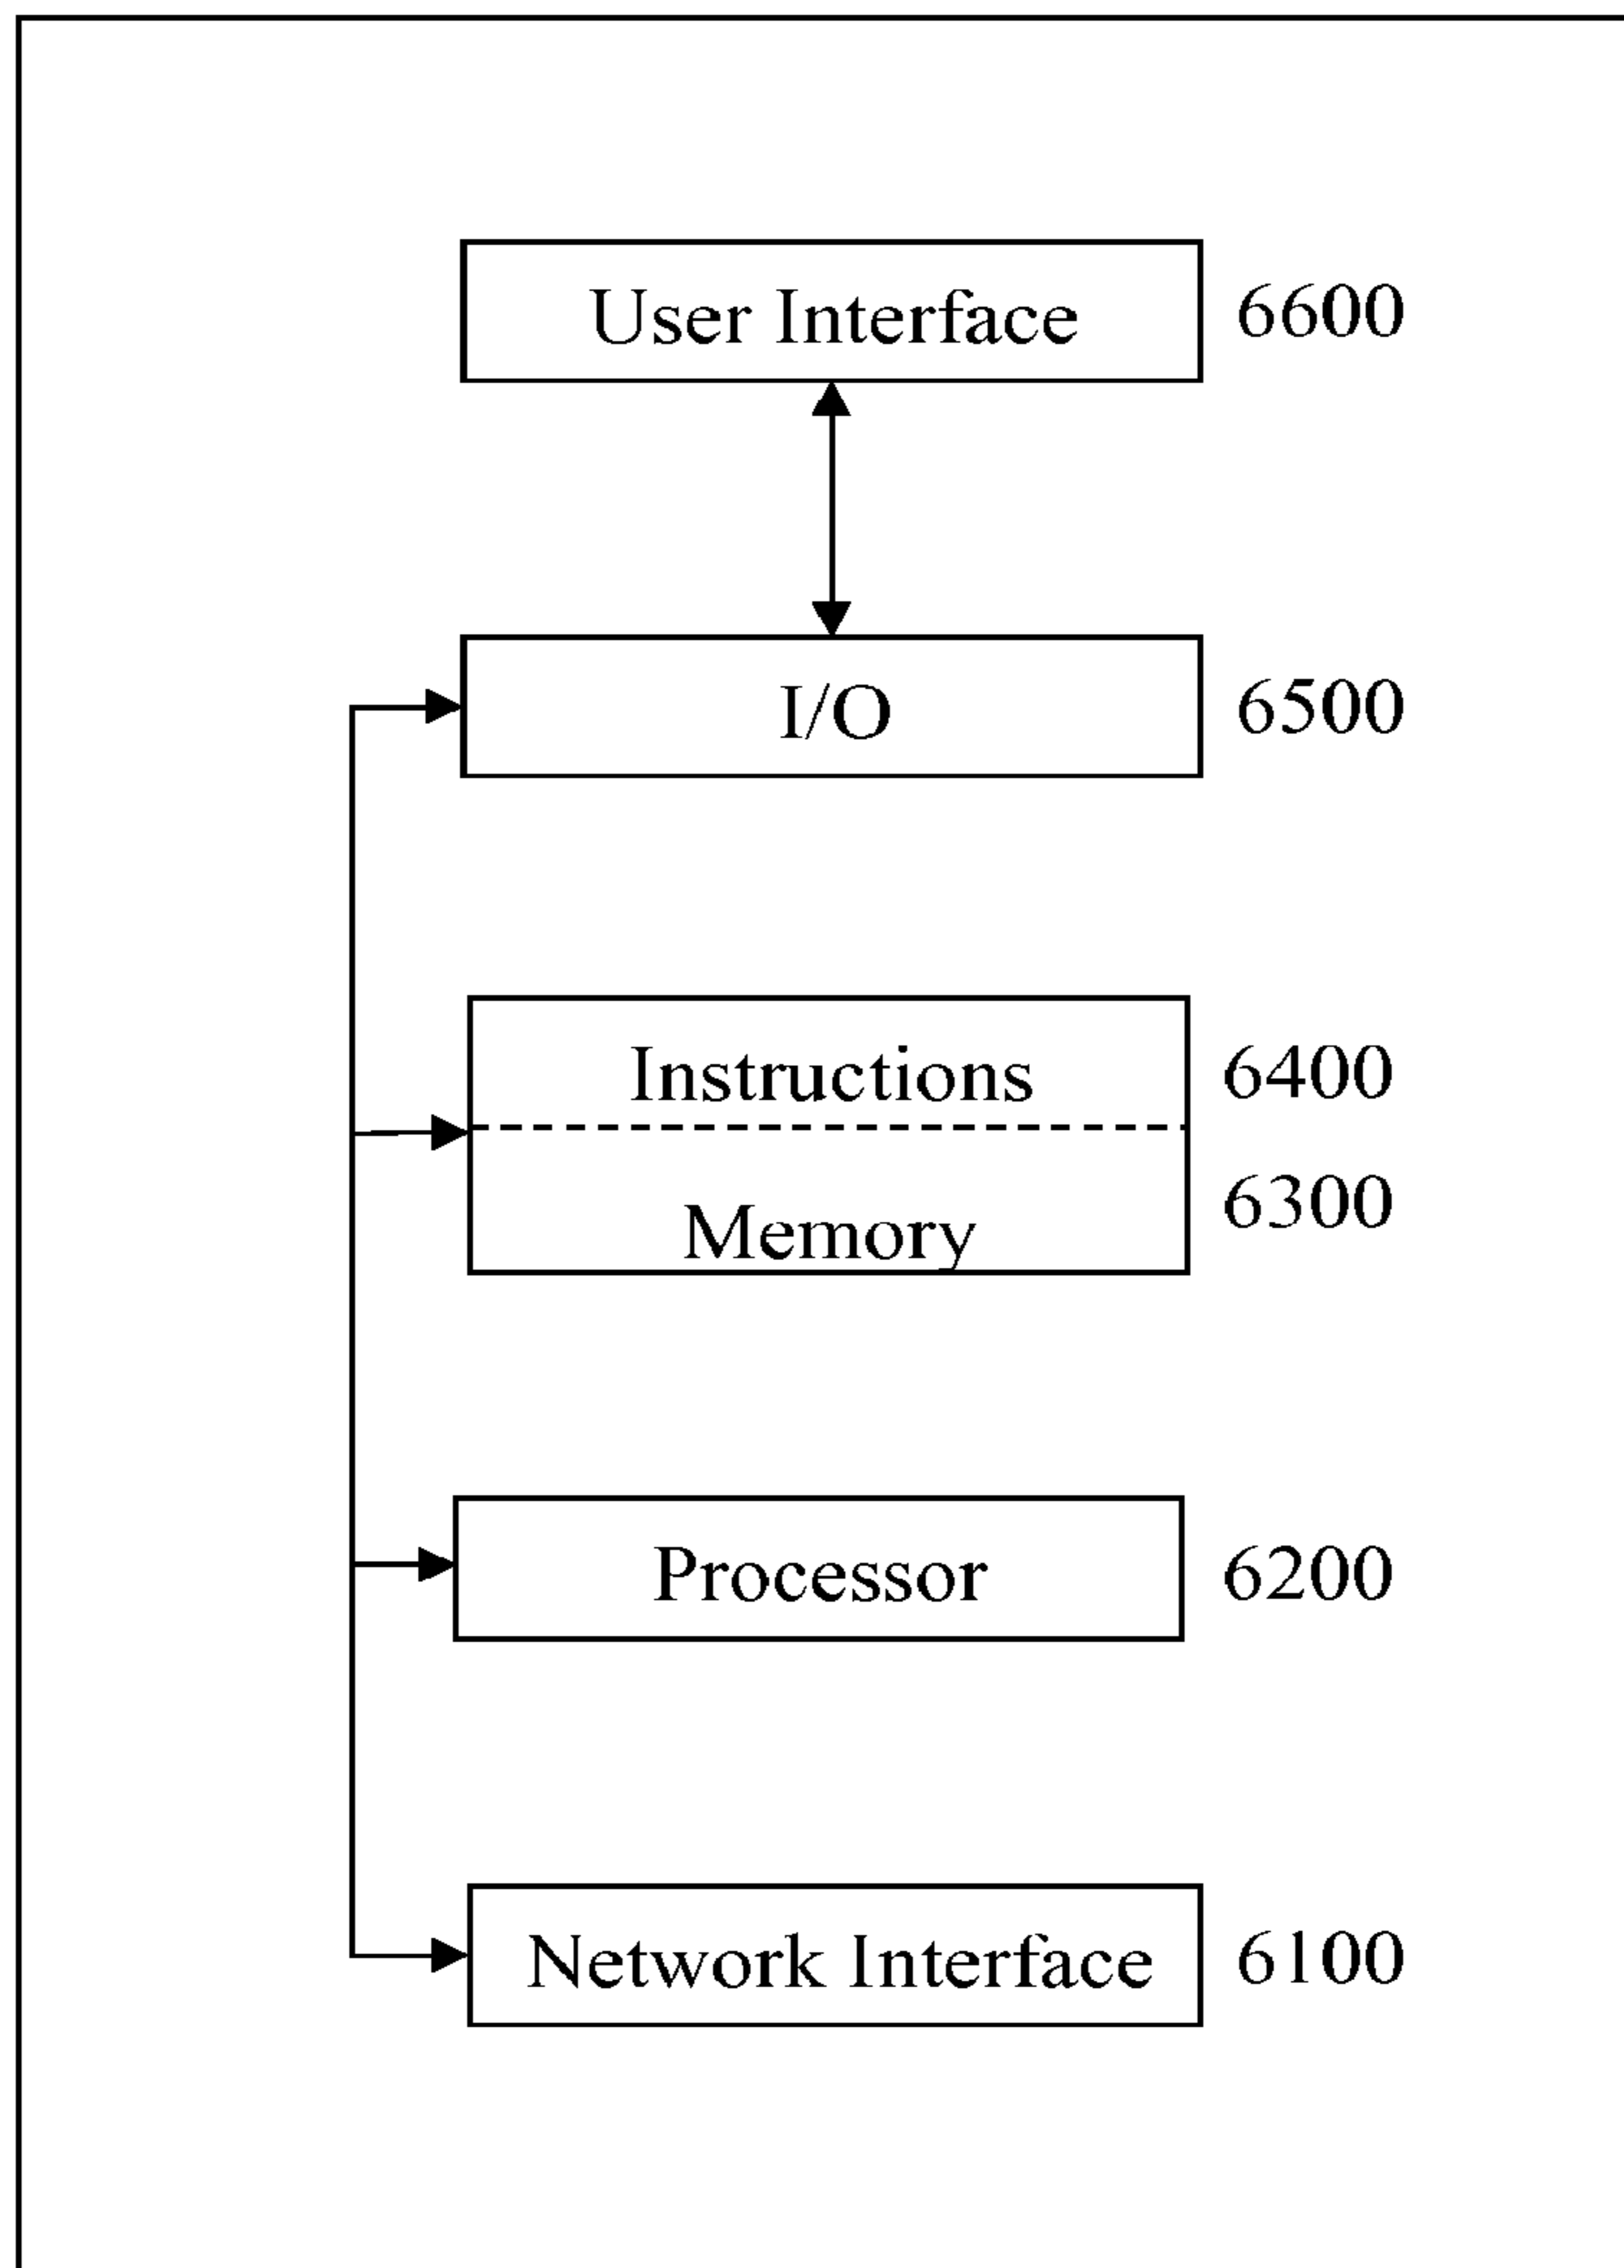 User Interface 6600
I/O 6500
Instructions 6400
Memory 6300
Processor 6200
Network Interface 6100